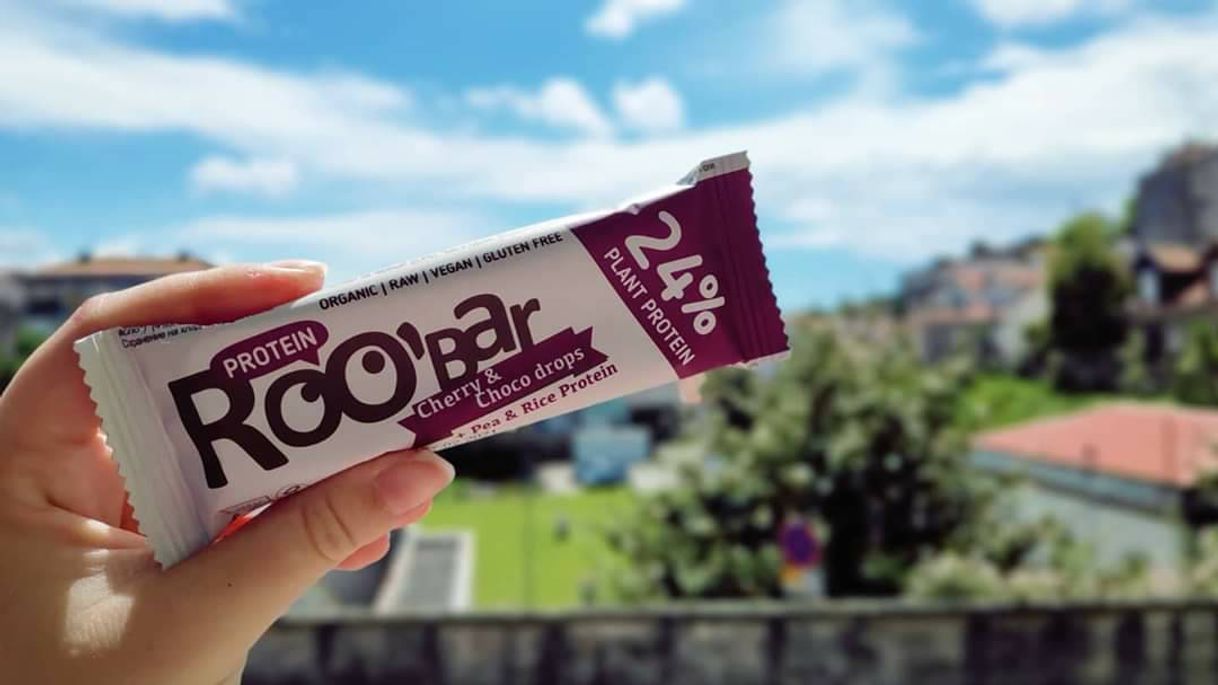 ORGANIC | RAW | VEGAN | GLUTEN FREE
PROTEIN
Roo'Bar
Cherry &
Choco drops
+ Pea & Rice Protein
24%
PLANT PROTEIN